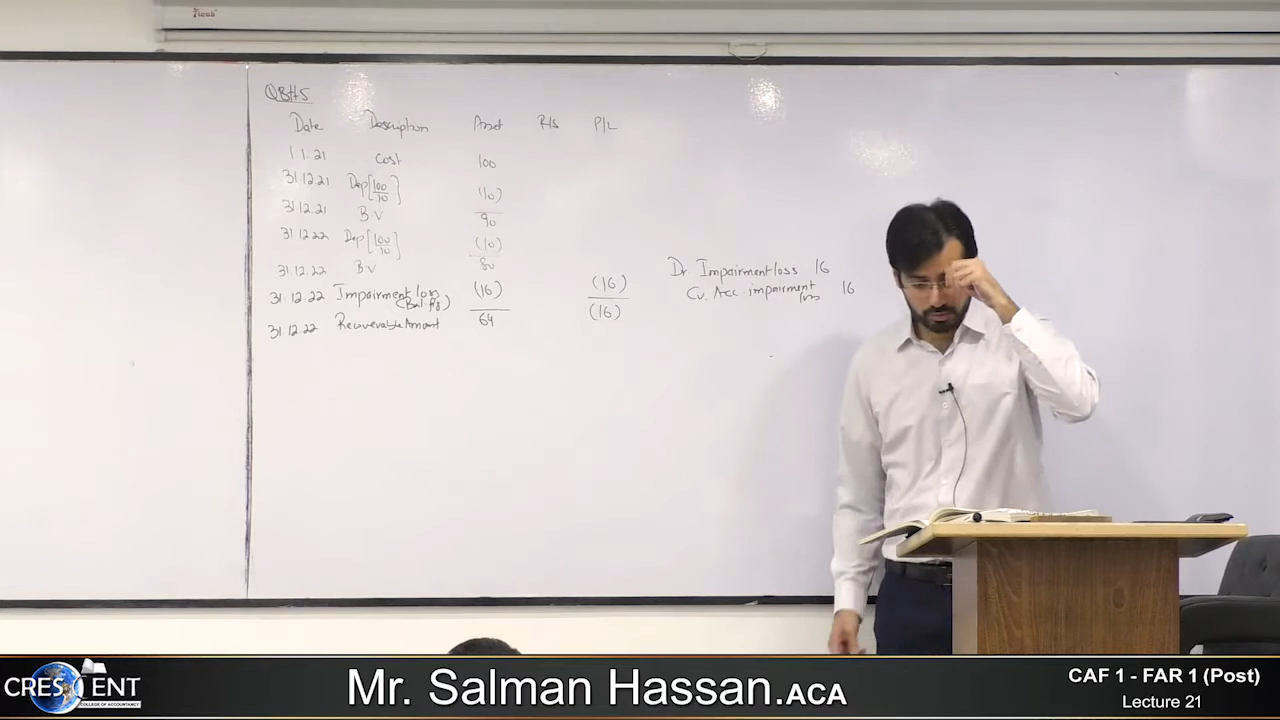 QB#5
Date Description Asset R/S P/L
1.1.21 Cost 100
31.12.21 Dep [100/10] (10)
31.12.21 B.V 90
31.12.22 Dep [100/10] (10)
31.12.22 B.V 80
31.12.22 Impairment loss (16) (16)
(Bal. fig)
31.12.22 Recoverable Amount 64 (16)
Dr. Impairment loss 16
Cr. Acc. impairment 16
loss
CRESCENT
COLLEGE OF ACCOUNTANCY
Mr. Salman Hassan.ACA
CAF 1 - FAR 1 (Post)
Lecture 21